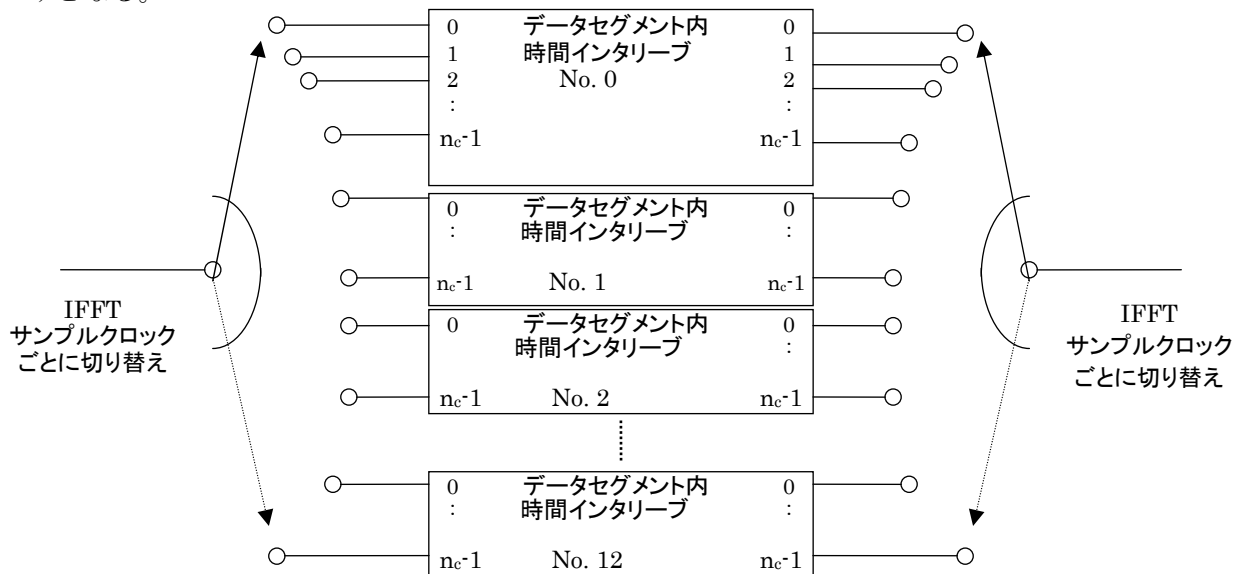 となる。
0 データセグメント内 0
1 時間インタリーブ 1
2 No. 0 2
: :
nc-1 nc-1
0 データセグメント内 0
: 時間インタリーブ :
nc-1 No. 1 nc-1
0 データセグメント内 0
時間インタリーブ :
nc-1 No. 2 nc-1
0 データセグメント内 0
: 時間インタリーブ :
nc-1 No. 12 nc-1
IFFT
サンプルクロック
ごとに切り替え
IFFT
サンプルクロック
ごとに切り替え